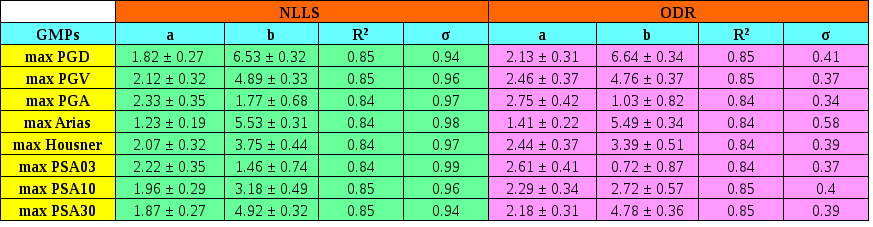 NLLS ODR
GMPs a b R² σ a b R² σ
max PGD 1.82 ± 0.27 6.53 ± 0.32 0.85 0.94 2.13 ± 0.31 6.64 ± 0.34 0.85 0.41
max PGV 2.12 ± 0.32 4.89 ± 0.33 0.85 0.96 2.46 ± 0.37 4.76 ± 0.37 0.85 0.37
max PGA 2.33 ± 0.35 1.77 ± 0.68 0.84 0.97 2.75 ± 0.42 1.03 ± 0.82 0.84 0.34
max Arias 1.23 ± 0.19 5.53 ± 0.31 0.84 0.98 1.41 ± 0.22 5.49 ± 0.34 0.84 0.58
max Housner 2.07 ± 0.32 3.75 ± 0.44 0.84 0.97 2.44 ± 0.37 3.39 ± 0.51 0.84 0.39
max PSA03 2.22 ± 0.35 1.46 ± 0.74 0.84 0.99 2.61 ± 0.41 0.72 ± 0.87 0.84 0.37
max PSA10 1.96 ± 0.29 3.18 ± 0.49 0.85 0.96 2.29 ± 0.34 2.72 ± 0.57 0.85 0.4
max PSA30 1.87 ± 0.27 4.92 ± 0.32 0.85 0.94 2.18 ± 0.31 4.78 ± 0.36 0.85 0.39